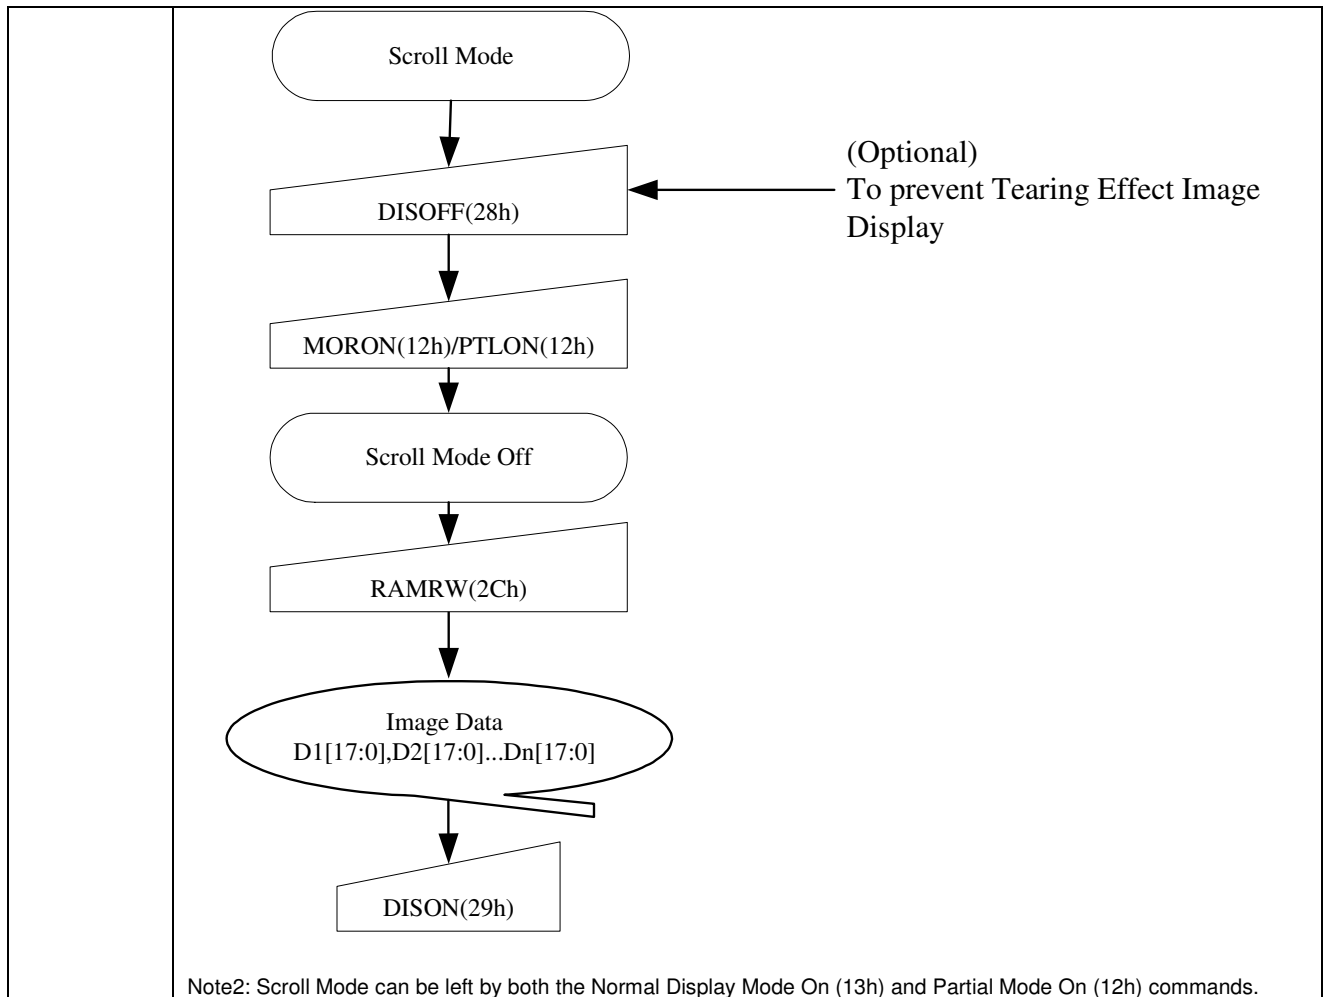 Scroll Mode
(Optional)
To prevent Tearing Effect Image
Display
DISOFF(28h)
MORON(12h)/PTLON(12h)
Scroll Mode Off
RAMRW(2Ch)
Image Data
D1[17:0],D2[17:0]...Dn[17:0]
DISON(29h)
Note2: Scroll Mode can be left by both the Normal Display Mode On (13h) and Partial Mode On (12h) commands.